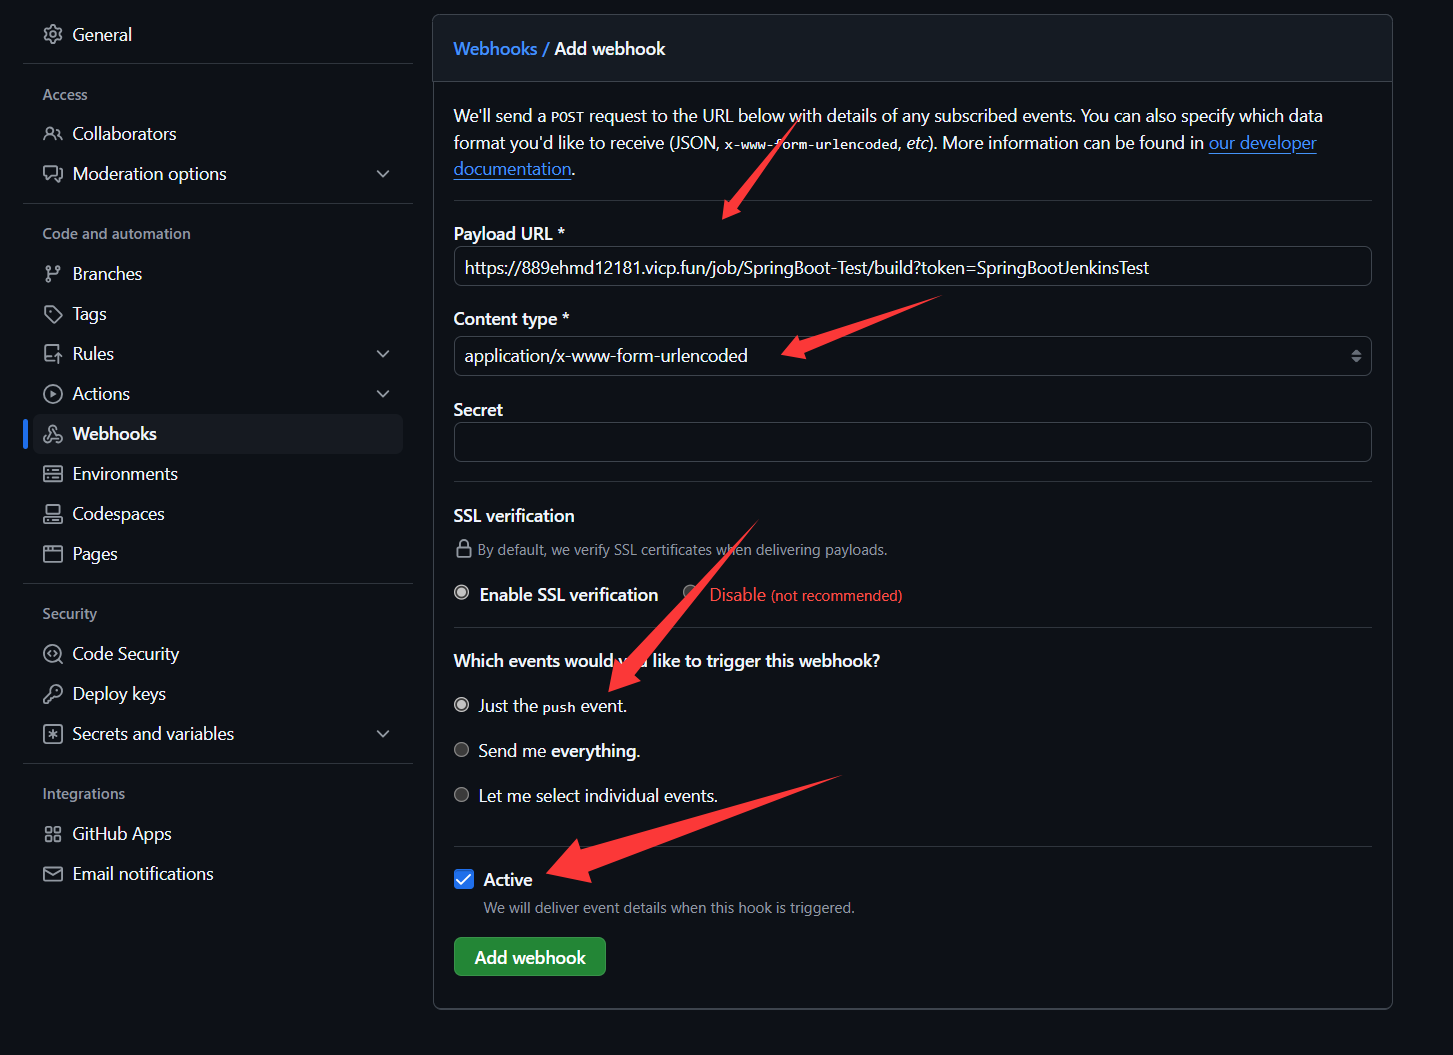 General
Access
Collaborators
Moderation options
Code and automation
Branches
Tags
Rules
Actions
Webhooks
Environments
Codespaces
Pages
Security
Code Security
Deploy keys
Secrets and variables
Integrations
GitHub Apps
Email notifications
Webhooks / Add webhook
We'll send a POST request to the URL below with details of any subscribed events. You can also specify which data
format you'd like to receive (JSON, x-www-form-urlencoded, etc). More information can be found in our developer
documentation.
Payload URL *
https://889ehmd12181.vicp.fun/job/SpringBoot-Test/build?token=SpringBootJenkinsTest
Content type *
application/x-www-form-urlencoded
Secret
SSL verification
By default, we verify SSL certificates when delivering payloads.
Enable SSL verification Disable (not recommended)
Which events would you like to trigger this webhook?
Just the push event.
Send me everything.
Let me select individual events.
Active
We will deliver event details when this hook is triggered.
Add webhook